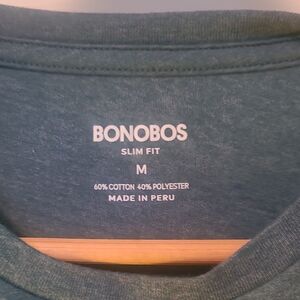 BONOBOS
SLIM FIT
M
60% COTTON 40% POLYESTER
MADE IN PERU